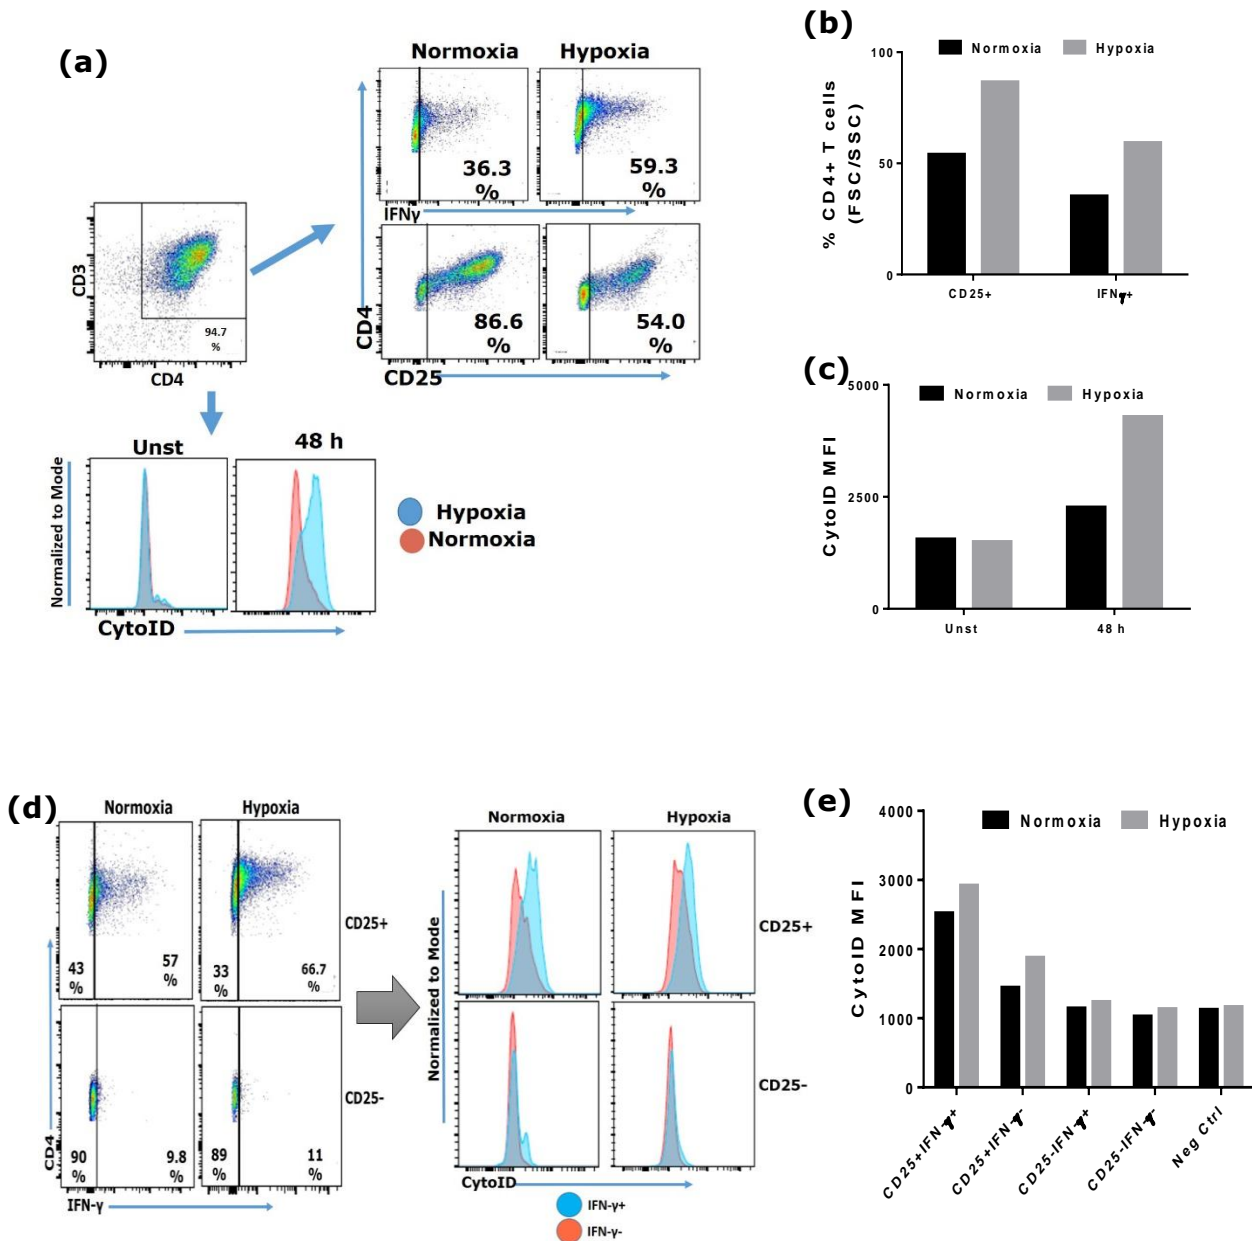 (a)
Normoxia Hypoxia
36.3
%
59.3
%
IFNγ
CD3
94.7
%
CD4
CD4
86.6
%
54.0
%
CD25
Unst
48 h
Normalized to Mode
CytoID
Hypoxia
Normoxia
(b)
Normoxia Hypoxia
% CD4+ T cells
(FSC/SSC)
100
50
0
CD25+ IFNγ+
(c)
Normoxia Hypoxia
CytoID MFI
5000
2500
0
Unst 48 h
(d)
Normoxia Hypoxia
43
%
57
%
33
%
66.7
%
CD25+
90
%
9.8
%
89
%
11
%
CD25-
CD4
IFN-γ
Normoxia Hypoxia
Normalized to Mode
CD25+
CD25-
CytoID
IFN-γ+
IFN-γ-
(e)
Normoxia Hypoxia
CytoID MFI
4000
3000
2000
1000
0
CD25+IFN-γ+
CD25+IFN-γ-
CD25-IFN-γ+
CD25-IFN-γ-
Neg Ctrl